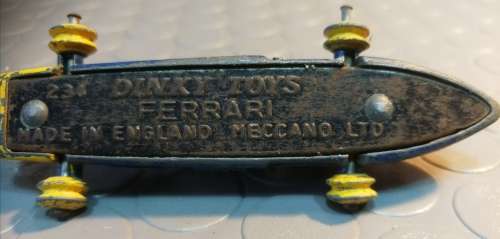 234 DINKY TOYS
FERRARI
MADE IN ENGLAND MECCANO LTD